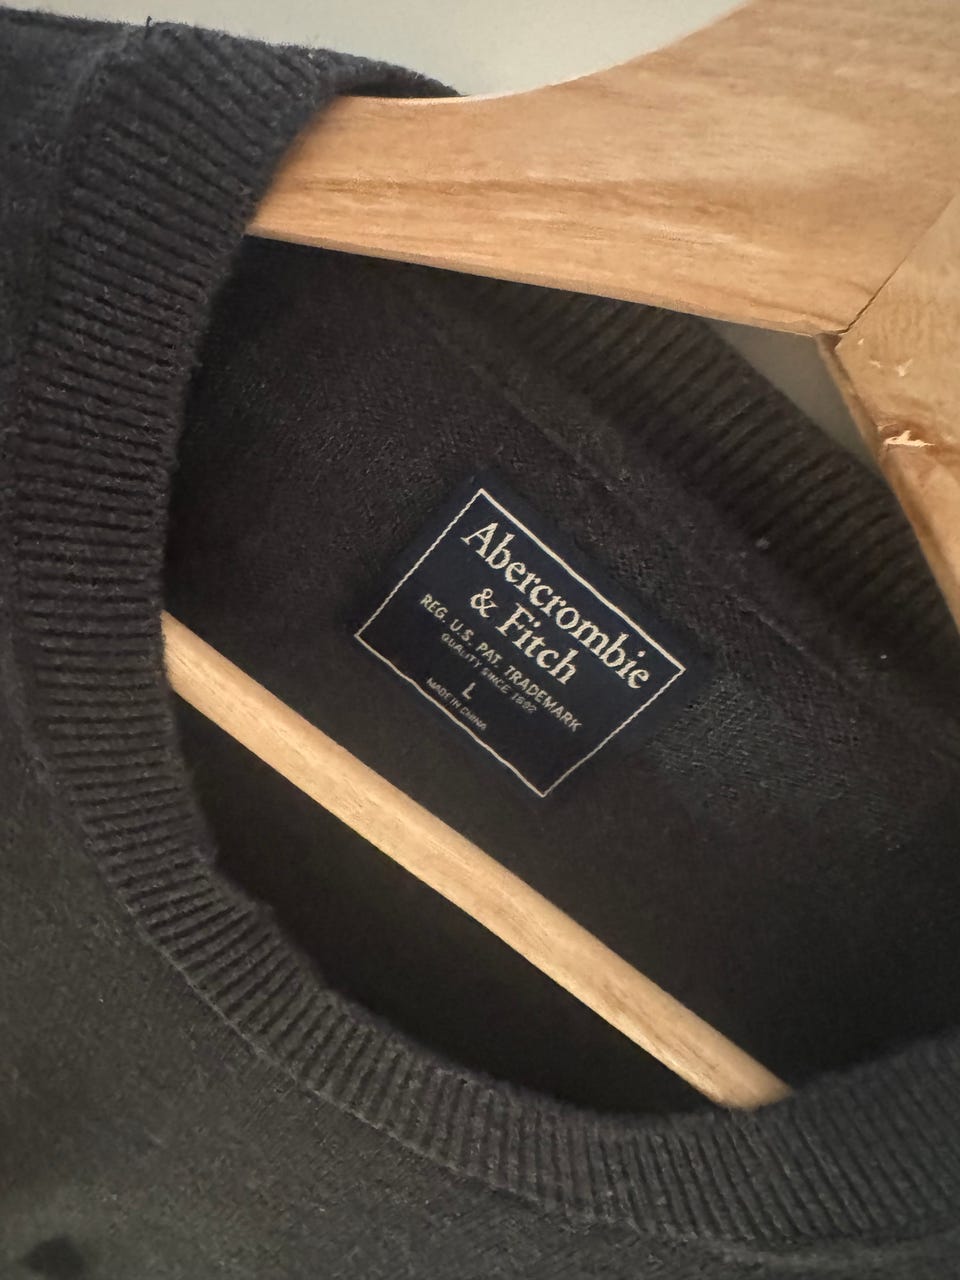 Abercrombie
& Fitch
REG. U.S. PAT. TRADEMARK
QUALITY SINCE 1892
L
MADE IN CHINA